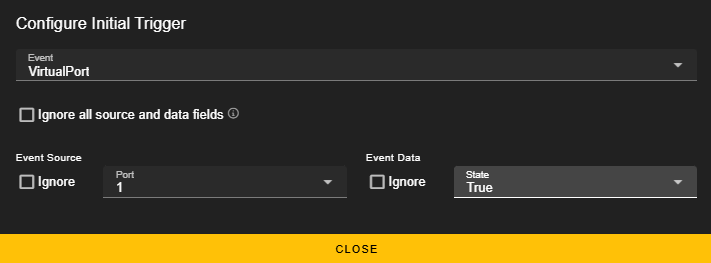 Configure Initial Trigger
Event
VirtualPort
Ignore all source and data fields
Event Source
Event Data
Ignore
Port
1
Ignore
State
True
CLOSE